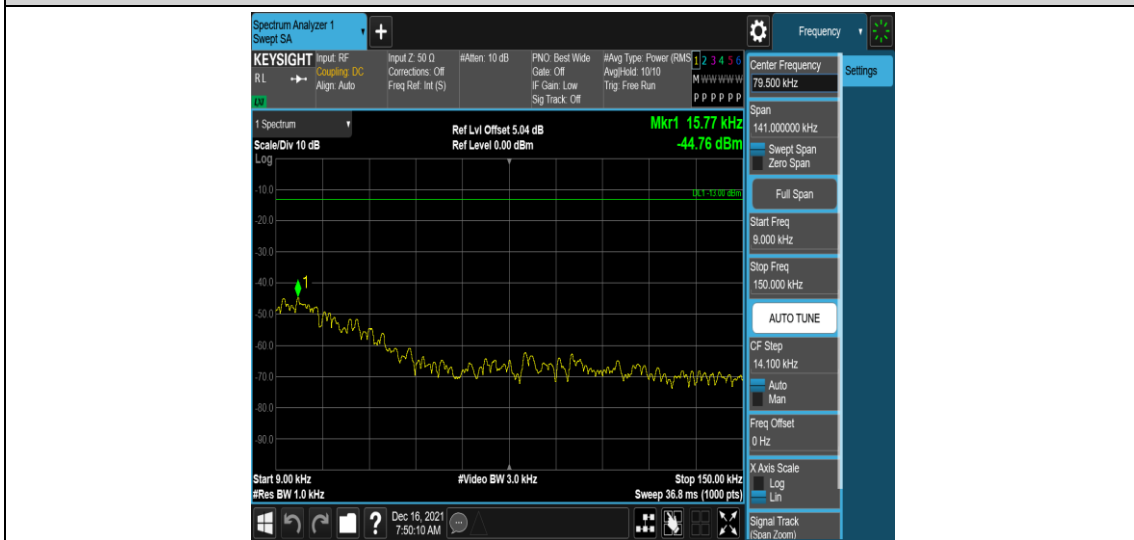 Spectrum Analyzer 1
Swept SA
+
Frequency
KEYSIGHT
RL
Input: RF
Coupling: DC
Align: Auto
Input Z: 50 Ω
Corrections: Off
Freq Ref: Int (S)
#Atten: 10 dB
PNO: Best Wide
Gate: Off
IF Gain: Low
Sig Track: Off
#Avg Type: Power (RMS
Avg|Hold: 10/10
Trig: Free Run
1 2 3 4 5 6
M W W W W W
P P P P P P
1 Spectrum
Scale/Div 10 dB
Ref Lvl Offset 5.04 dB
Ref Level 0.00 dBm
Mkr1 15.77 kHz
-44.76 dBm
Log
DL1 -13.00 dBm
-10.0
-20.0
-30.0
-40.0
-50.0
-60.0
-70.0
-80.0
-90.0
1
Start 9.00 kHz
#Res BW 1.0 kHz
#Video BW 3.0 kHz
Stop 150.00 kHz
Sweep 36.8 ms (1000 pts)
?
Dec 16, 2021
7:50:10 AM
Center Frequency
79.500 kHz
Settings
Span
141.000000 kHz
Swept Span
Zero Span
Full Span
Start Freq
9.000 kHz
Stop Freq
150.000 kHz
AUTO TUNE
CF Step
14.100 kHz
Auto
Man
Freq Offset
0 Hz
X Axis Scale
Log
Lin
Signal Track
(Span Zoom)